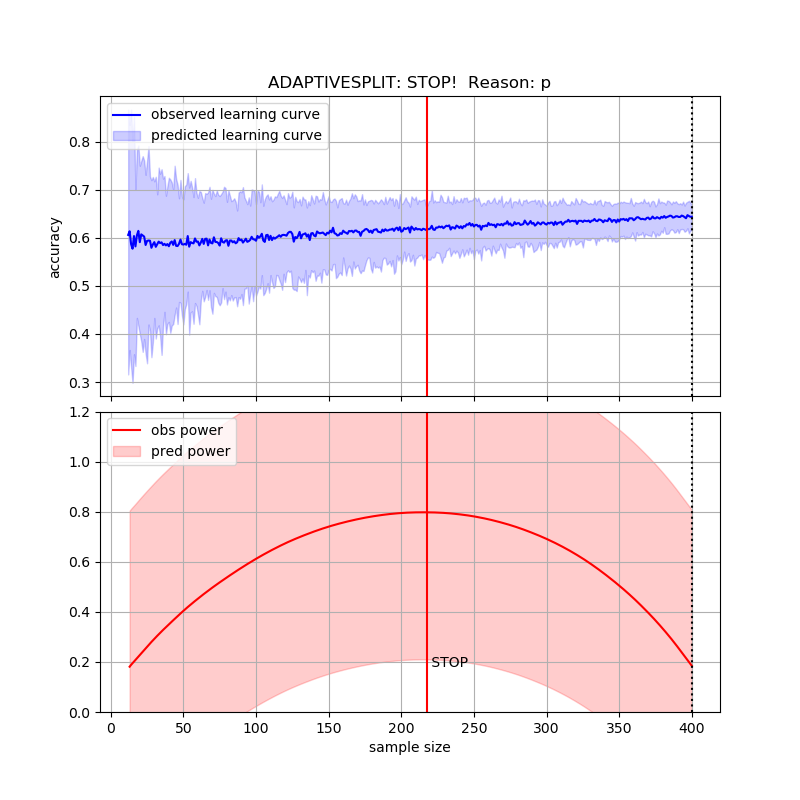 ADAPTIVESPLIT: STOP!  Reason: p
observed learning curve
predicted learning curve
0.8
0.7
0.6
0.5
0.4
0.3
accuracy
1.2
1.0
0.8
0.6
0.4
0.2
0.0
obs power
pred power
STOP
0 50 100 150 200 250 300 350 400
sample size